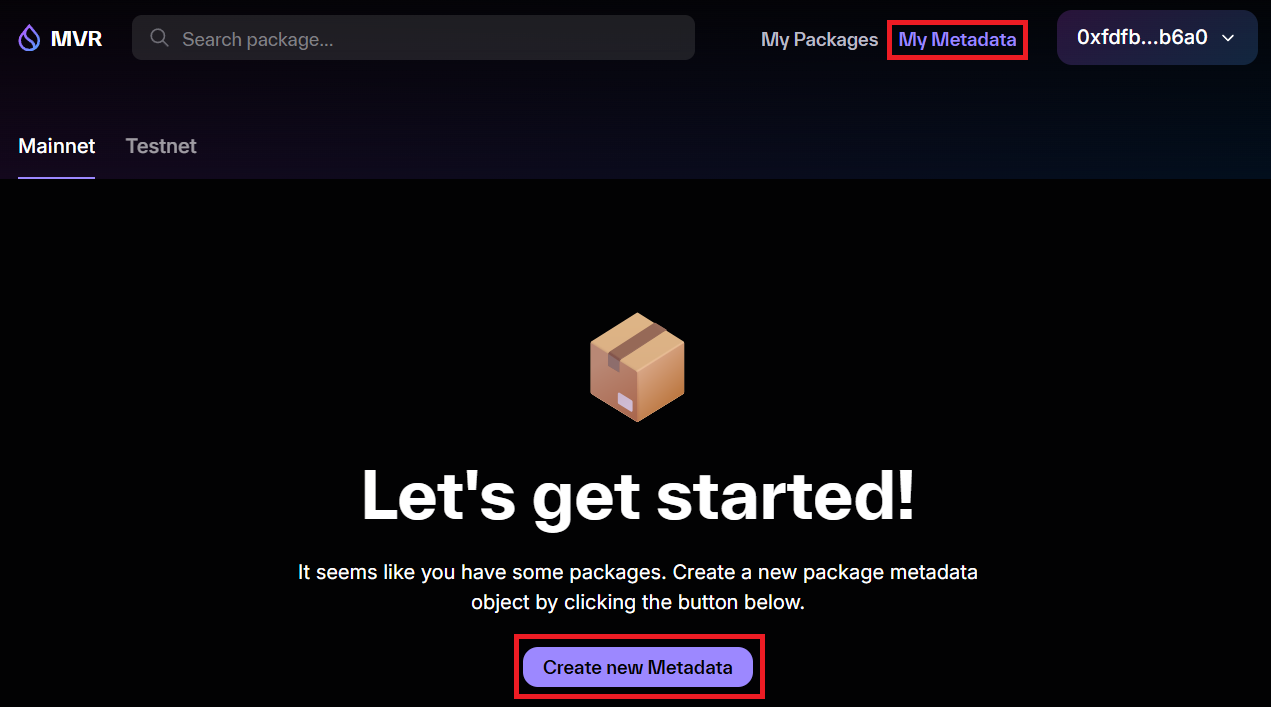 MVR
Search package...
My Packages
My Metadata
0xfdfb...b6a0
Mainnet
Testnet
Let's get started!
It seems like you have some packages. Create a new package metadata
object by clicking the button below.
Create new Metadata